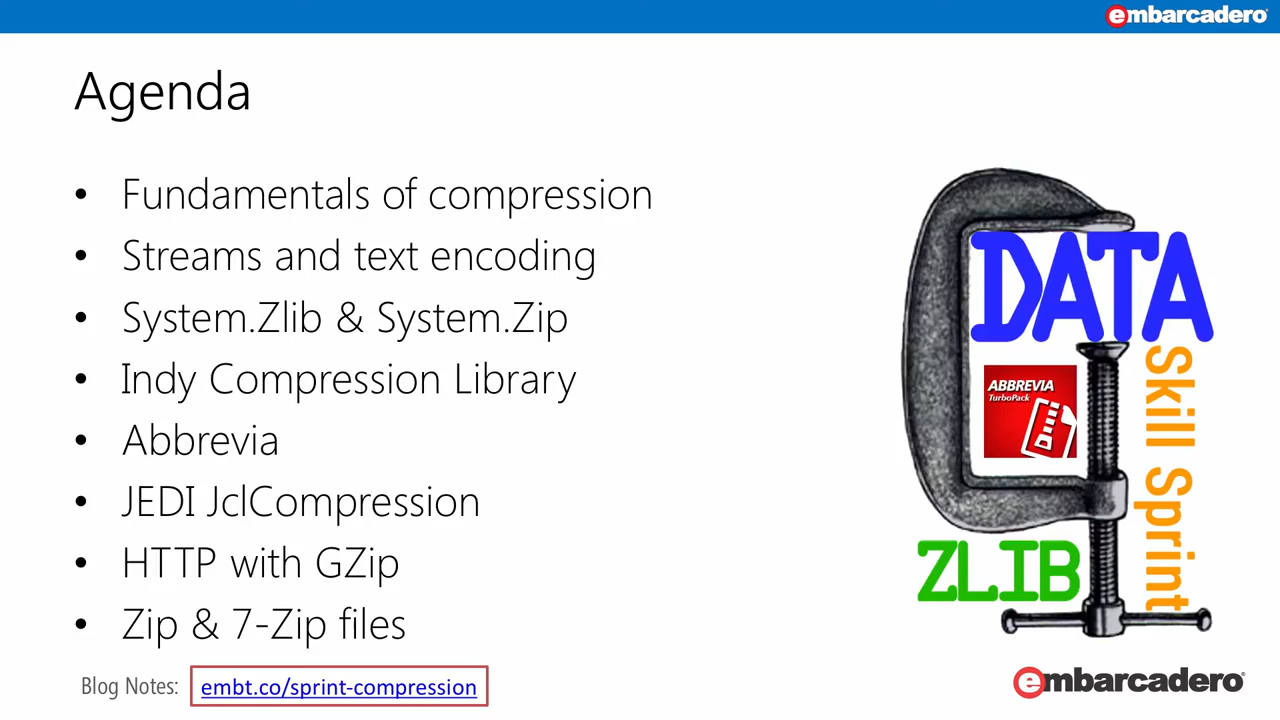 embarcadero
Agenda
• Fundamentals of compression
• Streams and text encoding
• System.Zlib & System.Zip
• Indy Compression Library
• Abbrevia
• JEDI JclCompression
• HTTP with GZip
• Zip & 7-Zip files
Blog Notes: embt.co/sprint-compression
DATA
ABBREVIA
TurboPack
Skill Sprint
ZLIB
embarcadero